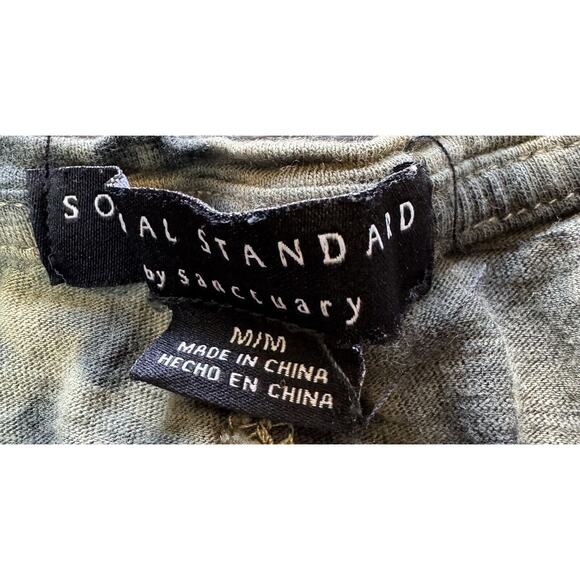 SOCIAL STANDARD
by sanctuary
M/M
MADE IN CHINA
HECHO EN CHINA